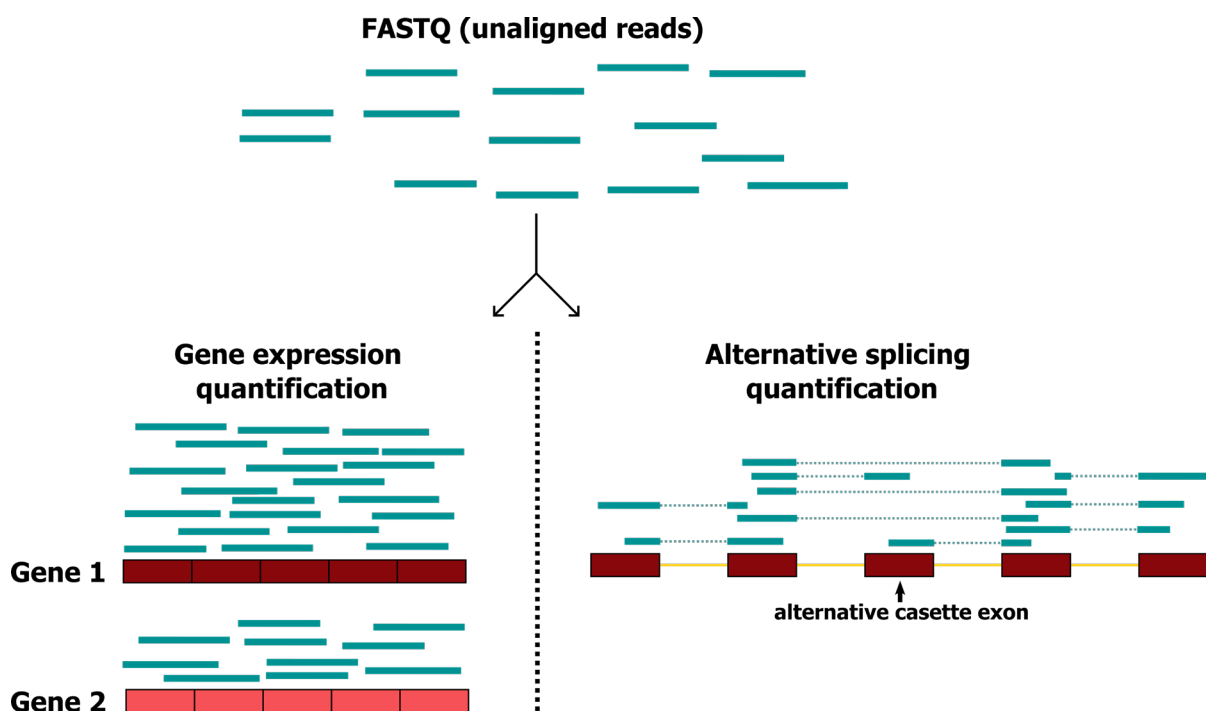 FASTQ (unaligned reads)
Gene expression
quantification
Alternative splicing
quantification
Gene 1
alternative casette exon
Gene 2